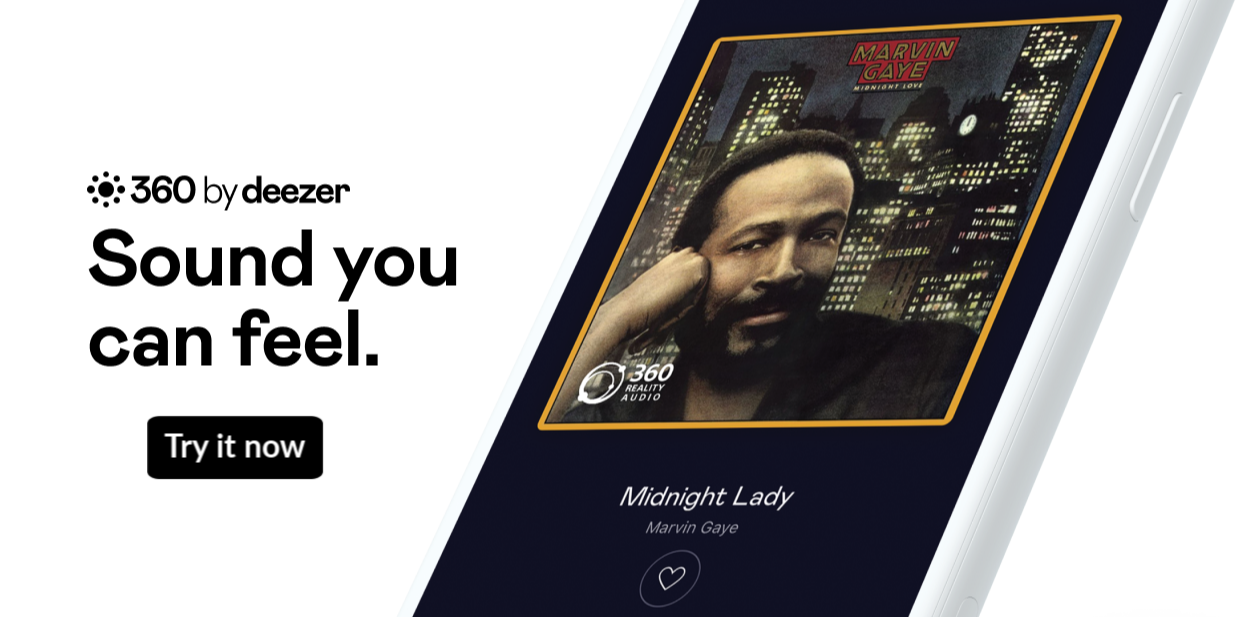 360 by deezer
Sound you
can feel.
Try it now
MARVIN
GAYE
MIDNIGHT LOVE
360
REALITY
AUDIO
Midnight Lady
Marvin Gaye